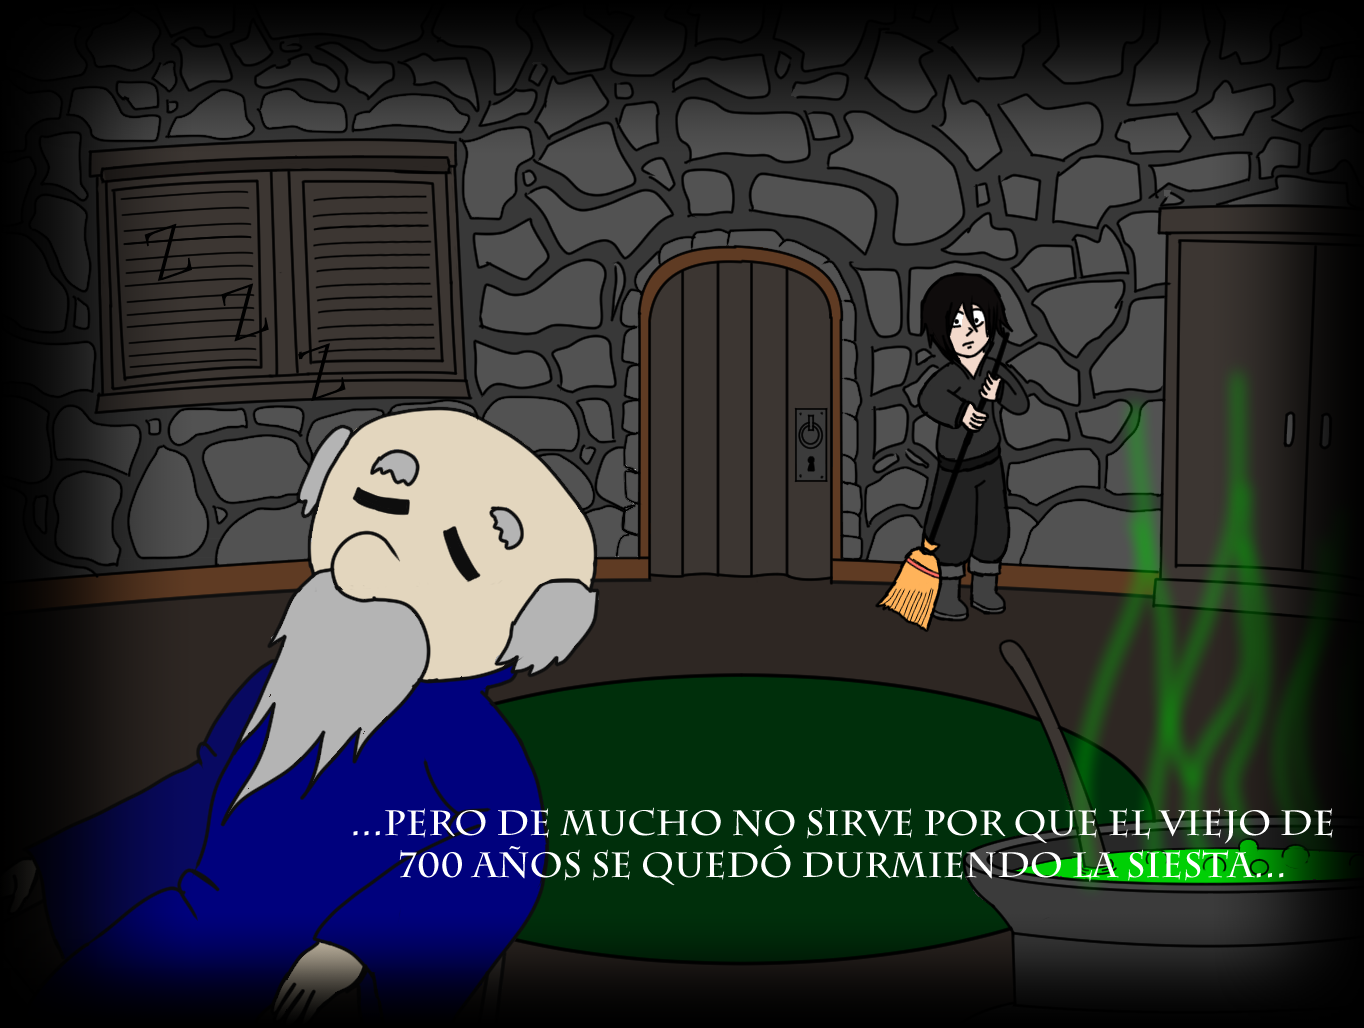 Z
Z
Z
...PERO DE MUCHO NO SIRVE POR QUE EL VIEJO DE
700 AÑOS SE QUEDÓ DURMIENDO LA SIESTA...